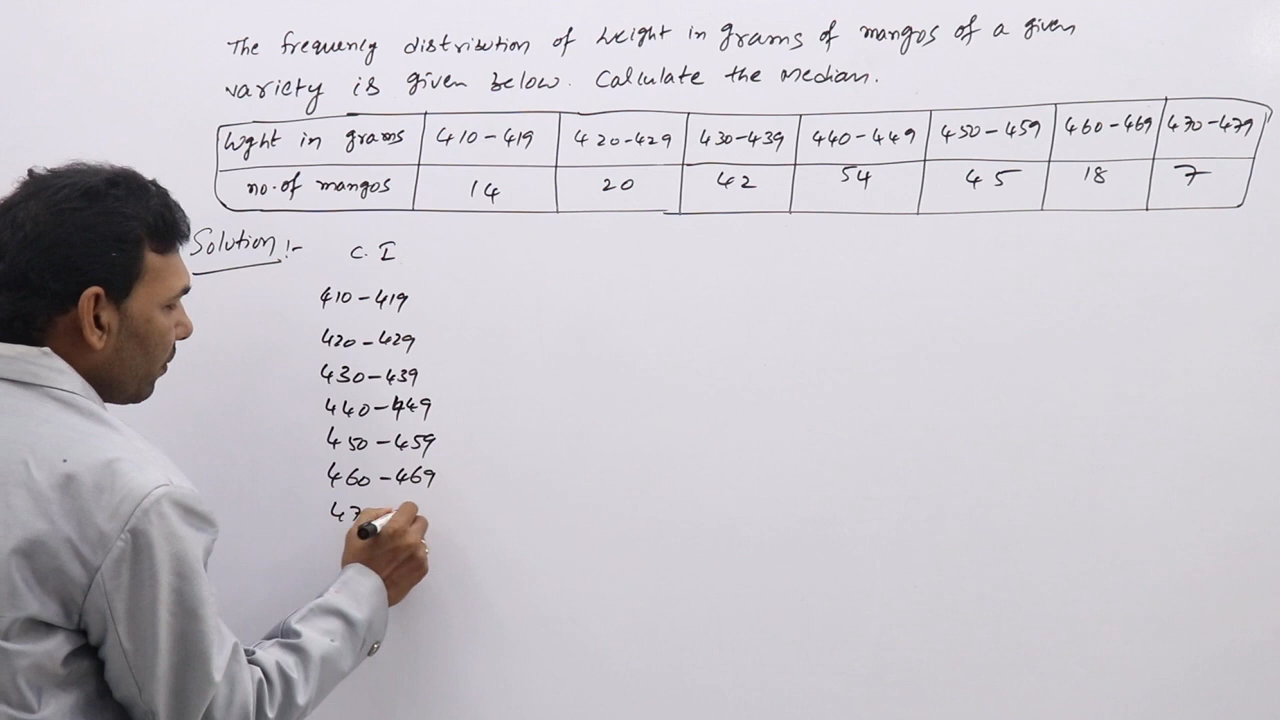 The frequency distribution of weight in grams of mangos of a given
variety is given below. Calculate the Median.
Wght in grams 410-419 420-429 430-439 440-449 450-459 460-469 470-479
no.of mangos 14 20 42 54 45 18 7
Solution:- C.I
410-419
420-429
430-439
440-449
450-459
460-469
47